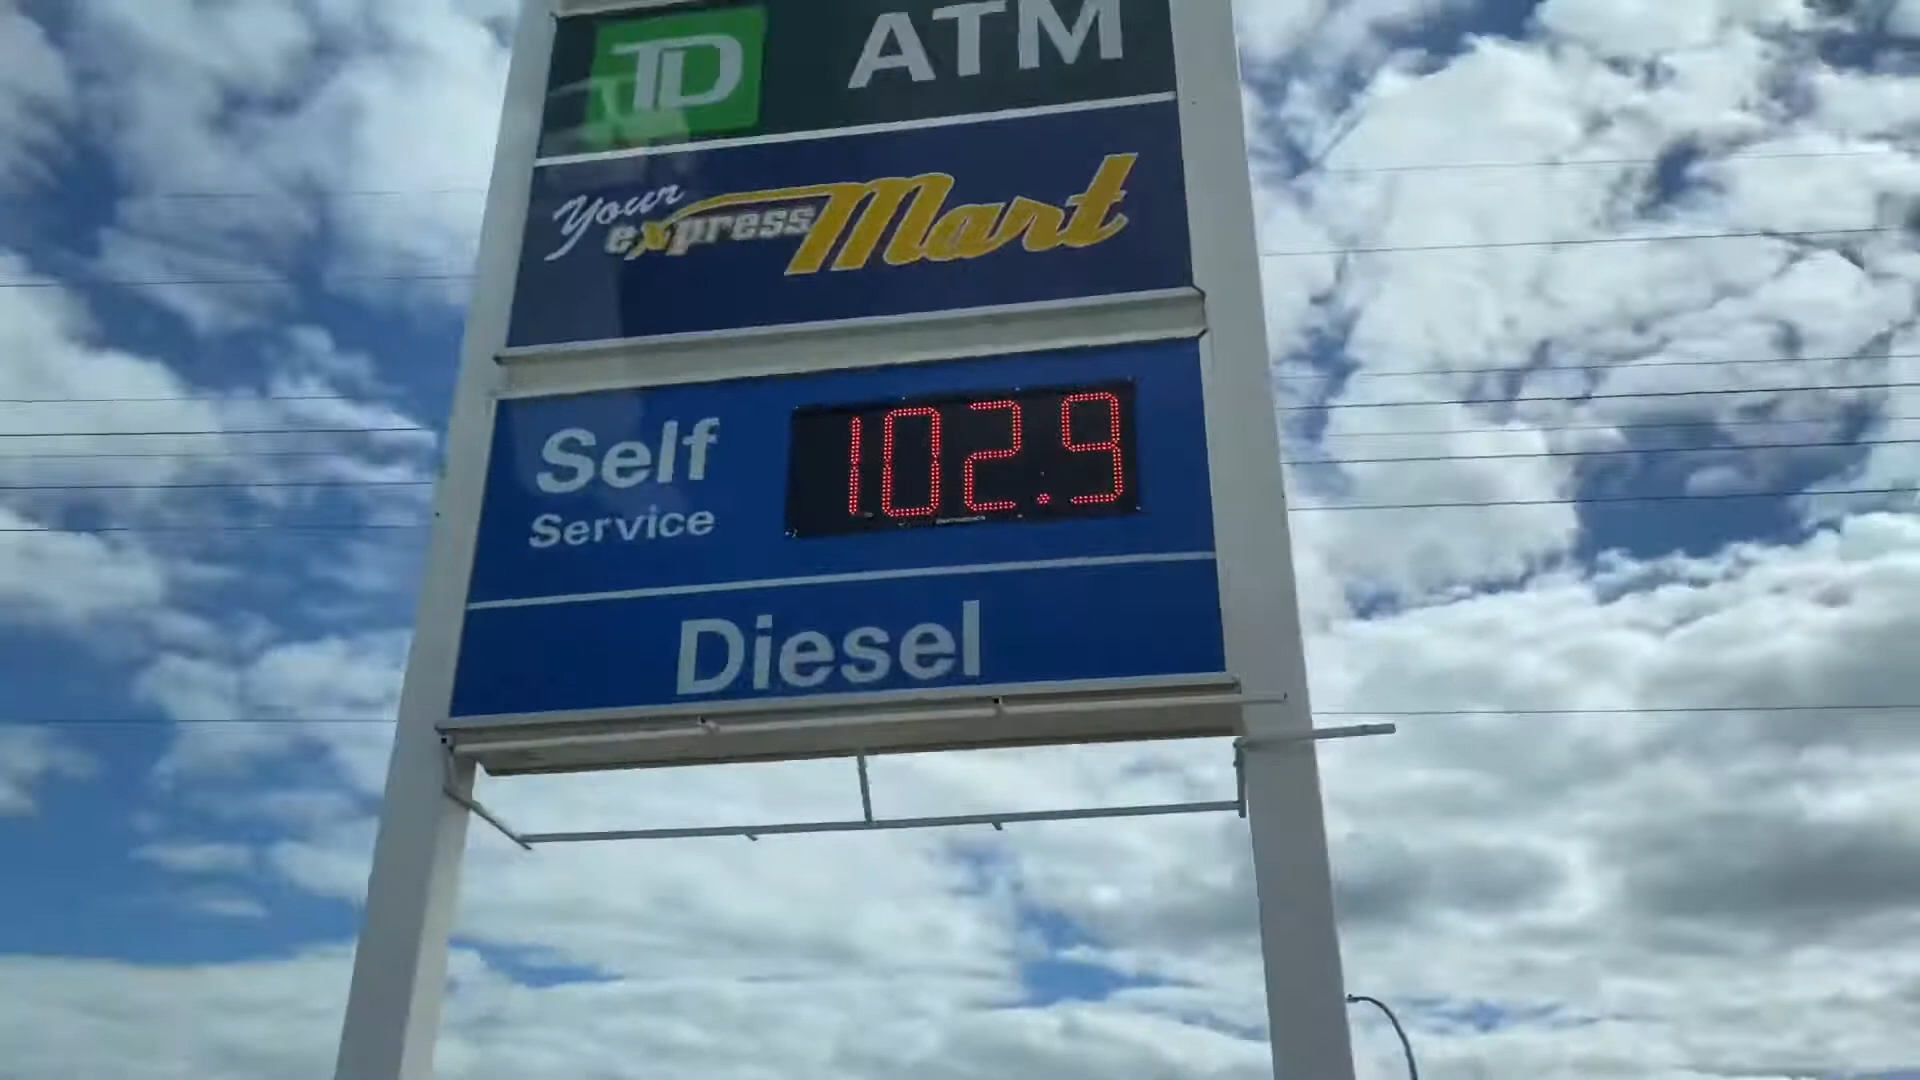 TD ATM
Your express Mart
Self 102.9
Service
Diesel